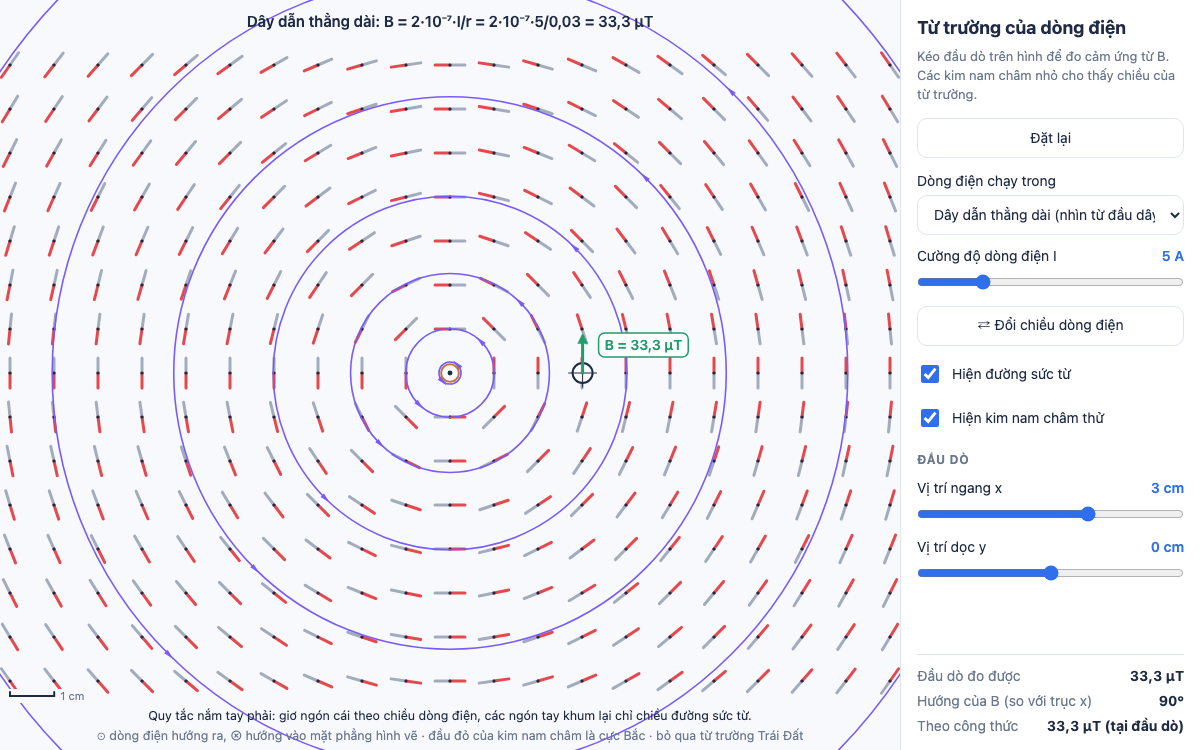 Dây dẫn thẳng dài: B = 2·10⁻⁷·I/r = 2·10⁻⁷·5/0,03 = 33,3 μT
B = 33,3 μT
1 cm
Quy tắc nắm tay phải: giơ ngón cái theo chiều dòng điện, các ngón tay khum lại chỉ chiều đường sức từ.
⊙ dòng điện hướng ra, ⊗ hướng vào mặt phẳng hình vẽ · đầu đỏ của kim nam châm là cực Bắc · bỏ qua từ trường Trái Đất
Từ trường của dòng điện
Kéo đầu dò trên hình để đo cảm ứng từ B.
Các kim nam châm nhỏ cho thấy chiều của
từ trường.
Đặt lại
Dòng điện chạy trong
Dây dẫn thẳng dài (nhìn từ đầu dây
Cường độ dòng điện I 5 A
⇄ Đổi chiều dòng điện
Hiện đường sức từ
Hiện kim nam châm thử
ĐẦU DÒ
Vị trí ngang x 3 cm
Vị trí dọc y 0 cm
Đầu dò đo được 33,3 μT
Hướng của B (so với trục x) 90°
Theo công thức 33,3 μT (tại đầu dò)